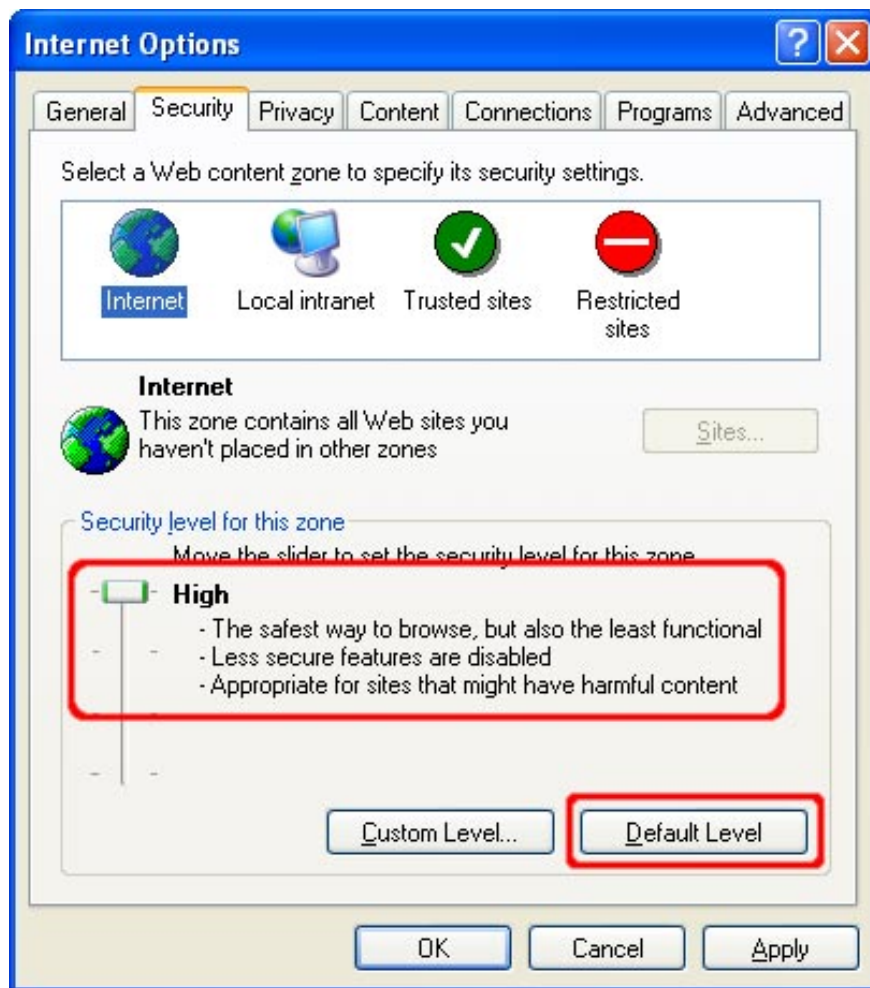 Internet Options
General Security Privacy Content Connections Programs Advanced
Select a Web content zone to specify its security settings.
Internet Local intranet Trusted sites Restricted sites
Internet
This zone contains all Web sites you
haven't placed in other zones
Sites...
Security level for this zone
Move the slider to set the security level for this zone
High
- The safest way to browse, but also the least functional
- Less secure features are disabled
- Appropriate for sites that might have harmful content
Custom Level... Default Level
OK Cancel Apply